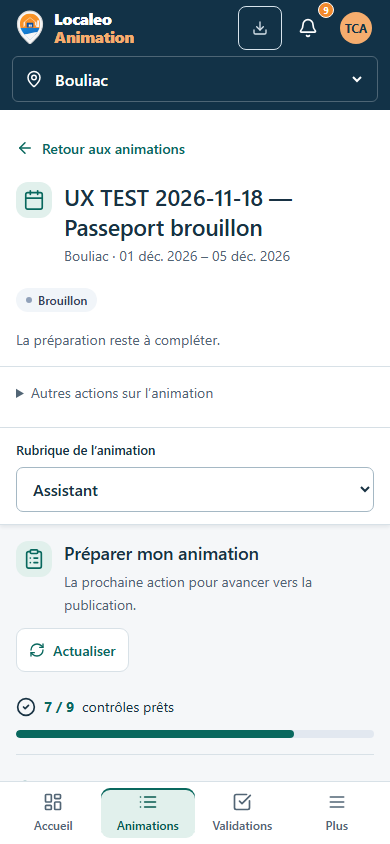 Localeo
Animation
9
TCA
Bouliac
Retour aux animations
UX TEST 2026-11-18 —
Passeport brouillon
Bouliac · 01 déc. 2026 – 05 déc. 2026
Brouillon
La préparation reste à compléter.
Autres actions sur l’animation
Rubrique de l’animation
Assistant
Préparer mon animation
La prochaine action pour avancer vers la
publication.
Actualiser
7 / 9 contrôles prêts
Accueil
Animations
Validations
Plus